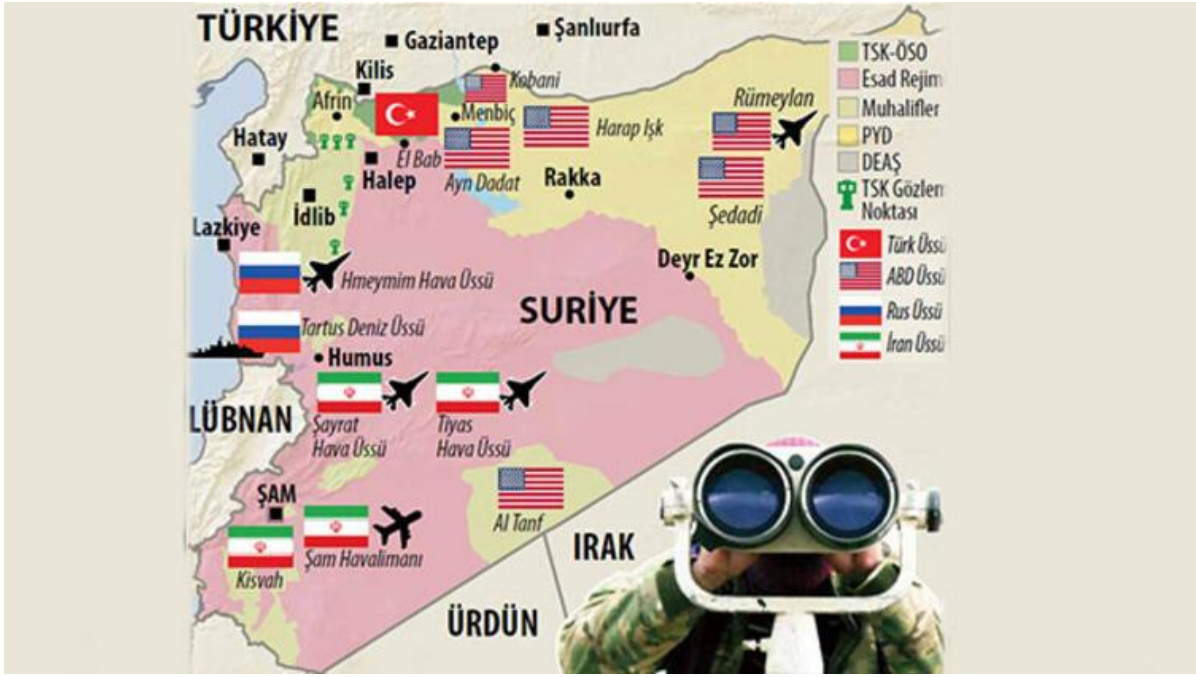 TÜRKİYE
Gaziantep
Şanlıurfa
Kilis
Kobani
Afrin
Menbiç
Rümeylan
Harap Işk
Hatay
El Bab
Halep
Ayn Dadat
Rakka
Şedadi
İdlib
Lazkiye
Deyr Ez Zor
Hmeymim Hava Üssü
SURİYE
Tartus Deniz Üssü
Humus
LÜBNAN
Şayrat
Hava Üssü
Tiyas
Hava Üssü
ŞAM
Al Tanf
Şam Havalimanı
Kisvah
IRAK
ÜRDÜN
TSK-ÖSO
Esad Rejim
Muhalifler
PYD
DEAŞ
TSK Gözlem
Noktası
Türk Üssü
ABD Üssü
Rus Üssü
İran Üssü